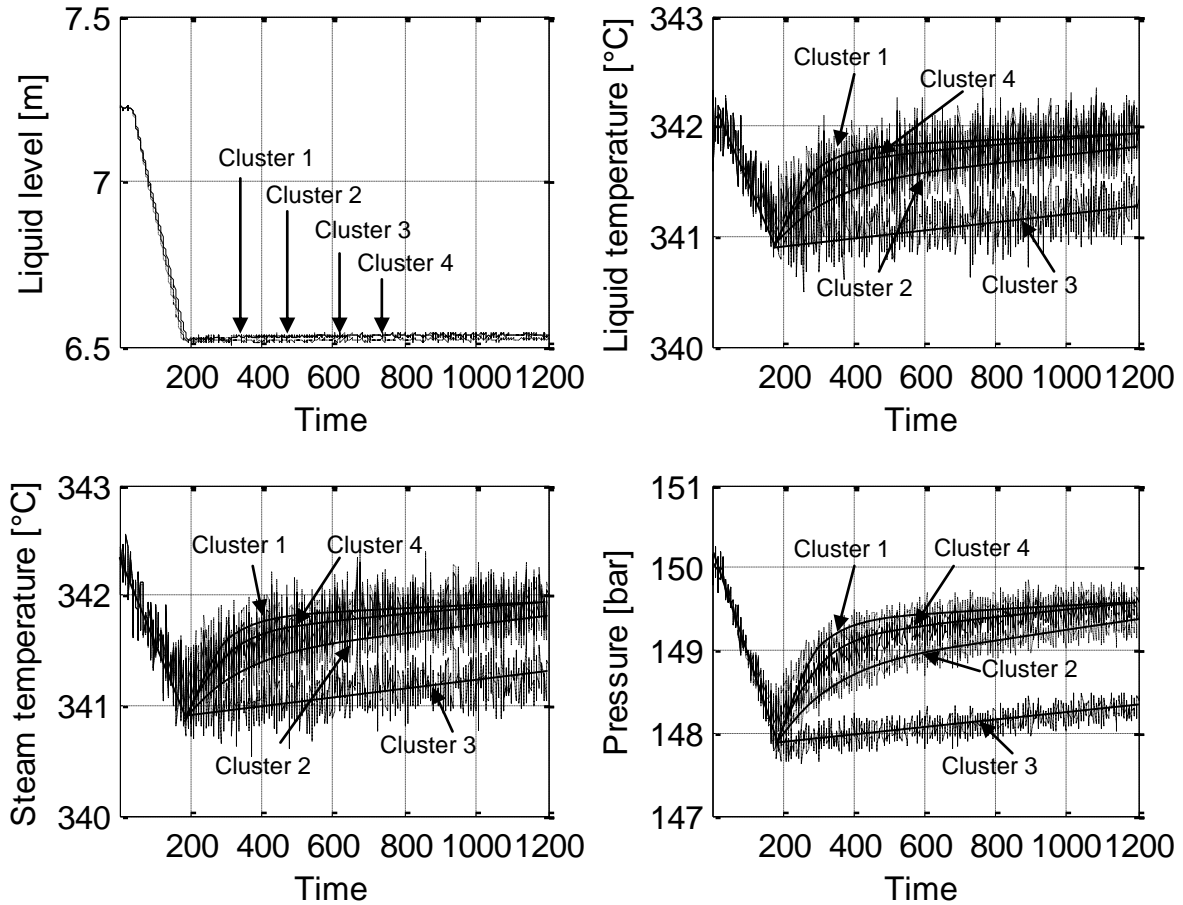 7.5
7
6.5
Liquid level [m]
Cluster 1
Cluster 2
Cluster 3
Cluster 4
200 400 600 800 1000 1200
Time
343
342
341
340
Liquid temperature [°C]
Cluster 1
Cluster 4
Cluster 2
Cluster 3
200 400 600 800 1000 1200
Time
343
342
341
340
Steam temperature [°C]
Cluster 1
Cluster 4
Cluster 3
Cluster 2
200 400 600 800 1000 1200
Time
151
150
149
148
147
Pressure [bar]
Cluster 1
Cluster 4
Cluster 2
Cluster 3
200 400 600 800 1000 1200
Time